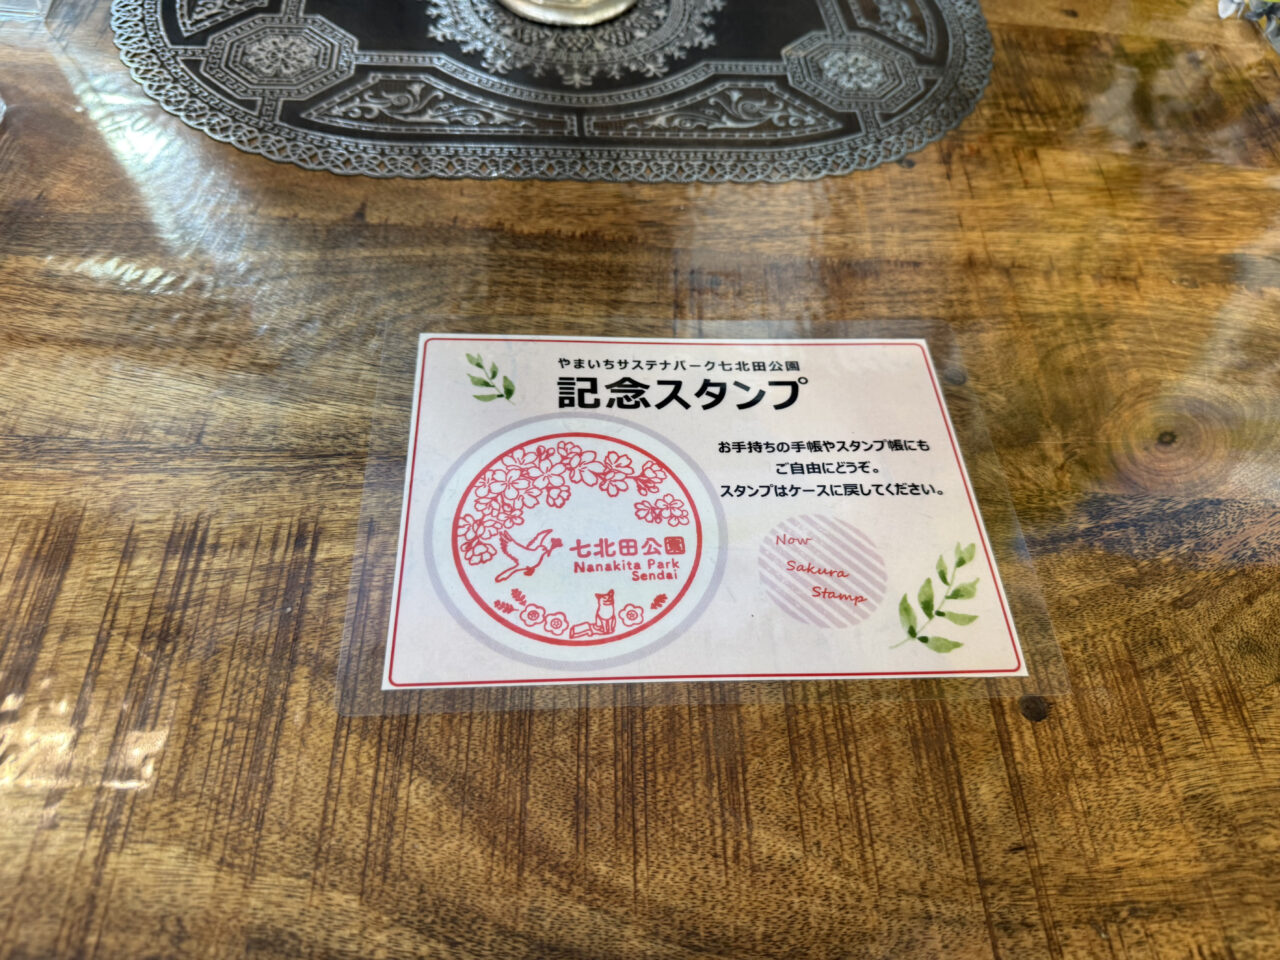 やまいちサステナパーク七北田公園
記念スタンプ
お手持ちの手帳やスタンプ帳にも
ご自由にどうぞ。
スタンプはケースに戻してください。
七北田公園
Nanakita Park
Sendai
Now
Sakura
Stamp